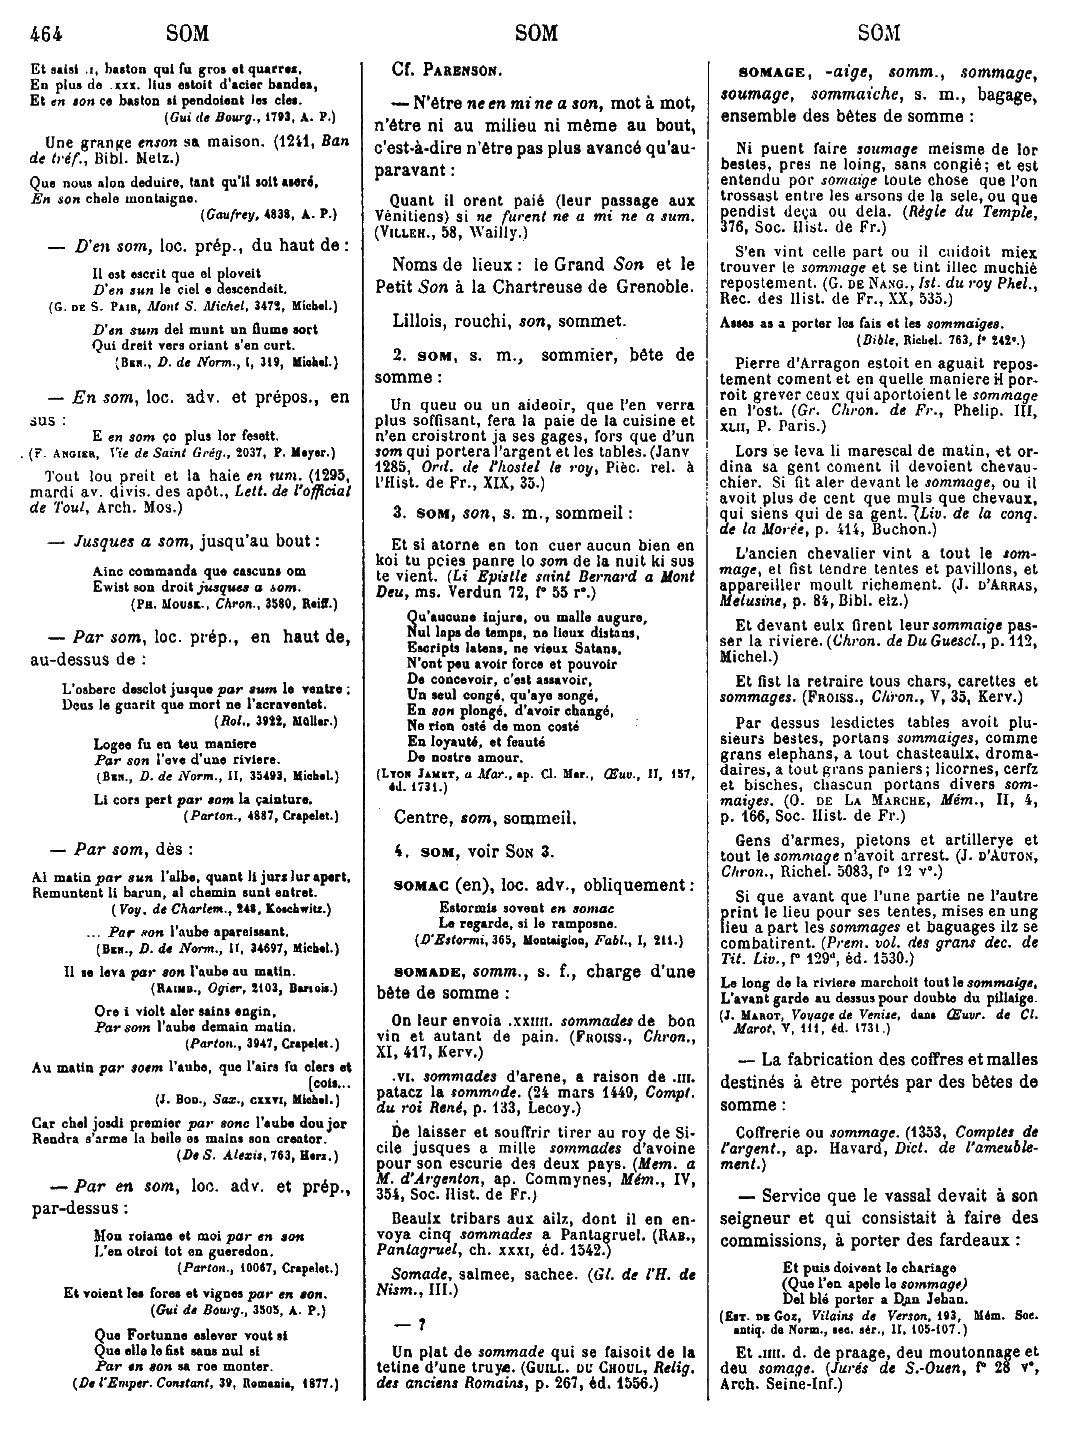 464 SOM SOM SOM
Et saisi .I, baston qui fu gros et quarrez,
En plus de .XXX. lius estoit d'acier bandez,
Et en son ce baston si pendoient les cles.
(Gui de Bourg., 1793, A. P.)
Une grange enson sa maison. (1241, Ban
de tréf., Bibl. Metz.)
Que nous alon deduire, tant qu'il soit aseré,
En son chele montaigne.
(Gaufrey, 4838, A. P.)
— D'en som, loc. prép., du haut de :
Il est escrit que el ploveit
D'en sun le ciel e descendeit.
(G. DE S. PAIR, Mont S. Michel, 3472, Michel.)
D'en sum del munt un flume sort
Qui dreit vers oriant s'en curt.
(BEN., D. de Norm., I, 319, Michel.)
— En som, loc. adv. et prépos., en
sus :
E en som ço plus lor feseit.
(F. ANGIER, Vie de Saint Grég., 2037, P. Meyer.)
Tout lou preit et la haie en sum. (1295,
mardi av. divis. des apôt., Lett. de l'official
de Toul, Arch. Mos.)
— Jusques a som, jusqu'au bout :
Ainc commanda que cascuns om
Ewist son droit jusques a som.
(PH. MOUSK., Chron., 3580, Reiff.)
— Par som, loc. prép., en haut de,
au-dessus de :
L'osberc desclot jusque par sum le ventre ;
Deus le guarit que mort ne l'acraventet.
(Rol., 3922, Müller.)
Logee fu en teu maniere
Par son l'eve d'une riviere.
(BEN., D. de Norm., II, 35493, Michel.)
Li cors pert par som la çainture.
(Parton., 4887, Crapelet.)
— Par som, dès :
Al matin par sun l'albe, quant li jurz lur apert,
Remuntent li barun, al chemin sunt entret.
(Voy. de Charlem., 248, Koschwitz.)
... Par son l'aube apareissant.
(BEN., D. de Norm., II, 34697, Michel.)
Il se leva par son l'aube au matin.
(RAIMB., Ogier, 2103, Barrois.)
Ore i violt aler sains engin,
Par som l'aube demain matin.
(Parton., 3947, Crapelet.)
Au matin par soem l'aube, que l'airs fu clers et
[cois...
(J. BOD., Sax., CXXVI, Michel.)
Car chel josdi premier par sonc l'aube dou jor
Rendra s'arme la belle es mains son creator.
(De S. Alexis, 763, Herz.)
— Par en som, loc. adv. et prép.,
par-dessus :
Mon roiame et moi par en son
L'en otroi tot en gueredon.
(Parton., 10067, Crapelet.)
Et voient les fores et vignes par en son.
(Gui de Bourg., 3505, A. P.)
Que Fortunne eslever vout si
Que elle le fist sans nul si
Par en son sa roe monter.
(De l'Emper. Constant, 39, Romania, 1877.)
Cf. PARENSON.
— N'être ne en mi ne a son, mot à mot,
n'être ni au milieu ni même au bout,
c'est-à-dire n'être pas plus avancé qu'au-
paravant :
Quant il orent paié (leur passage aux
Vénitiens) si ne furent ne a mi ne a sum.
(VILLEH., 58, Wailly.)
Noms de lieux : le Grand Son et le
Petit Son à la Chartreuse de Grenoble.
Lillois, rouchi, son, sommet.
2. SOM, s. m., sommier, bête de
somme :
Un queu ou un aideoir, que l'en verra
plus soffisant, fera la paie de la cuisine et
n'en croistront ja ses gages, fors que d'un
som qui portera l'argent et les tables. (Janv
1285, Ord. de l'hostel le roy, Pièc. rel. à
l'Hist. de Fr., XIX, 35.)
3. SOM, son, s. m., sommeil :
Et si atorne en ton cuer aucun bien en
koi tu pcies panre lo som de la nuit ki sus
te vient. (Li Epistle saint Bernard a Mont
Deu, ms. Verdun 72, f° 55 r°.)
Qu'aucune injure, ou malle augure,
Nul laps de temps, ne lieux distans,
Escripts latens, ne vieux Satans,
N'ont peu avoir force et pouvoir
De concevoir, c'est assavoir,
Un seul congé, qu'aye songé,
En son plongé, d'avoir changé,
Ne rien osté de mon costé
En loyauté, et feauté
De nostre amour.
(LYON JAMET, a Mar., ap. Cl. Mar., Œuv., II, 157,
éd. 1731.)
Centre, som, sommeil.
4. SOM, voir SON 3.
SOMAC (en), loc. adv., obliquement :
Estormis sovent en somac
Le regarde, si le ramposne.
(D'Estormi, 365, Montaiglon, Fabl., I, 211.)
SOMADE, somm., s. f., charge d'une
bête de somme :
On leur envoia .XXIIII. sommades de bon
vin et autant de pain. (FROISS., Chron.,
XI, 417, Kerv.)
.VI. sommades d'arene, a raison de .III.
patacz la sommade. (24 mars 1449, Compt.
du roi René, p. 133, Lecoy.)
De laisser et souffrir tirer au roy de Si-
cile jusques a mille sommades d'avoine
pour son escurie des deux pays. (Mem. a
M. d'Argenton, ap. Commynes, Mém., IV,
354, Soc. Hist. de Fr.)
Beaulx tribars aux ailz, dont il en en-
voya cinq sommades a Pantagruel. (RAB.,
Pantagruel, ch. XXXI, éd. 1542.)
Somade, salmee, sachee. (Gl. de l'H. de
Nism., III.)
— ?
Un plat de sommade qui se faisoit de la
tetine d'une truye. (GUILL. DU CHOUL, Relig.
des anciens Romains, p. 267, éd. 1556.)
SOMAGE, -aige, somm., sommage,
soumage, sommaiche, s. m., bagage,
ensemble des bêtes de somme :
Ni puent faire soumage meisme de lor
bestes, pres ne loing, sans congié; et est
entendu por somaige toute chose que l'on
trossast entre les arsons de la sele, ou que
pendist deça ou dela. (Règle du Temple,
376, Soc. Hist. de Fr.)
S'en vint celle part ou il cuidoit miex
trouver le sommage et se tint illec muchié
repostement. (G. DE NANG., Ist. du roy Phel.,
Rec. des Hist. de Fr., XX, 535.)
Asses as a porter les fais et les sommaiges.
(Bible, Richel. 763, f° 242°.)
Pierre d'Arragon estoit en aguait repos-
tement coment et en quelle maniere il por-
roit grever ceux qui aportoient le sommage
en l'ost. (Gr. Chron. de Fr., Phelip. III,
XLII, P. Paris.)
Lors se leva li marescal de matin, et or-
dina sa gent coment il devoient chevau-
chier. Si fit aler devant le sommage, ou il
avoit plus de cent que muls que chevaux,
qui siens qui de sa gent. (Liv. de la conq.
de la Morée, p. 414, Buchon.)
L'ancien chevalier vint a tout le som-
mage, et fist tendre tentes et pavillons, et
appareiller moult richement. (J. D'ARRAS,
Melusine, p. 84, Bibl. elz.)
Et devant eulx firent leur sommaige pas-
ser la riviere. (Chron. de Du Guescl., p. 112,
Michel.)
Et fist la retraire tous chars, carettes et
sommages. (FROISS., Chron., V, 35, Kerv.)
Par dessus lesdictes tables avoit plu-
sieurs bestes, portans sommaiges, comme
grans elephans, a tout chasteaulx, droma-
daires, a tout grans paniers; licornes, cerfz
et bisches, chascun portans divers som-
maiges. (O. DE LA MARCHE, Mém., II, 4,
p. 166, Soc. Hist. de Fr.)
Gens d'armes, pietons et artillerye et
tout le sommage n'avoit arrest. (J. D'AUTON,
Chron., Richel. 5083, f° 12 v°.)
Si que avant que l'une partie ne l'autre
print le lieu pour ses tentes, mises en ung
lieu a part les sommages et baguages ilz se
combatirent. (Prem. vol. des grans dec. de
Tit. Liv., f° 129ᵈ, éd. 1530.)
Le long de la riviere marchoit tout le sommaige,
L'avant garde au dessus pour doubte du pillaige.
(J. MAROT, Voyage de Venise, dans Œuvr. de Cl.
Marot, V, 111, éd. 1731.)
— La fabrication des coffres et malles
destinés à être portés par des bêtes de
somme :
Coffrerie ou sommage. (1353, Comptes de
l'argent., ap. Havard, Dict. de l'ameuble-
ment.)
— Service que le vassal devait à son
seigneur et qui consistait à faire des
commissions, à porter des fardeaux :
Et puis doivent le chariage
(Que l'en apele le sommage)
Del blé porter a Dan Jehan.
(EST. DE GOZ, Vilains de Verson, 193, Mém. Soc.
antiq. de Norm., sec. sér., II, 105-107.)
Et .IIII. d. de praage, deu moutonnage et
deu somage. (Jurés de S.-Ouen, f° 28 v°,
Arch. Seine-Inf.)